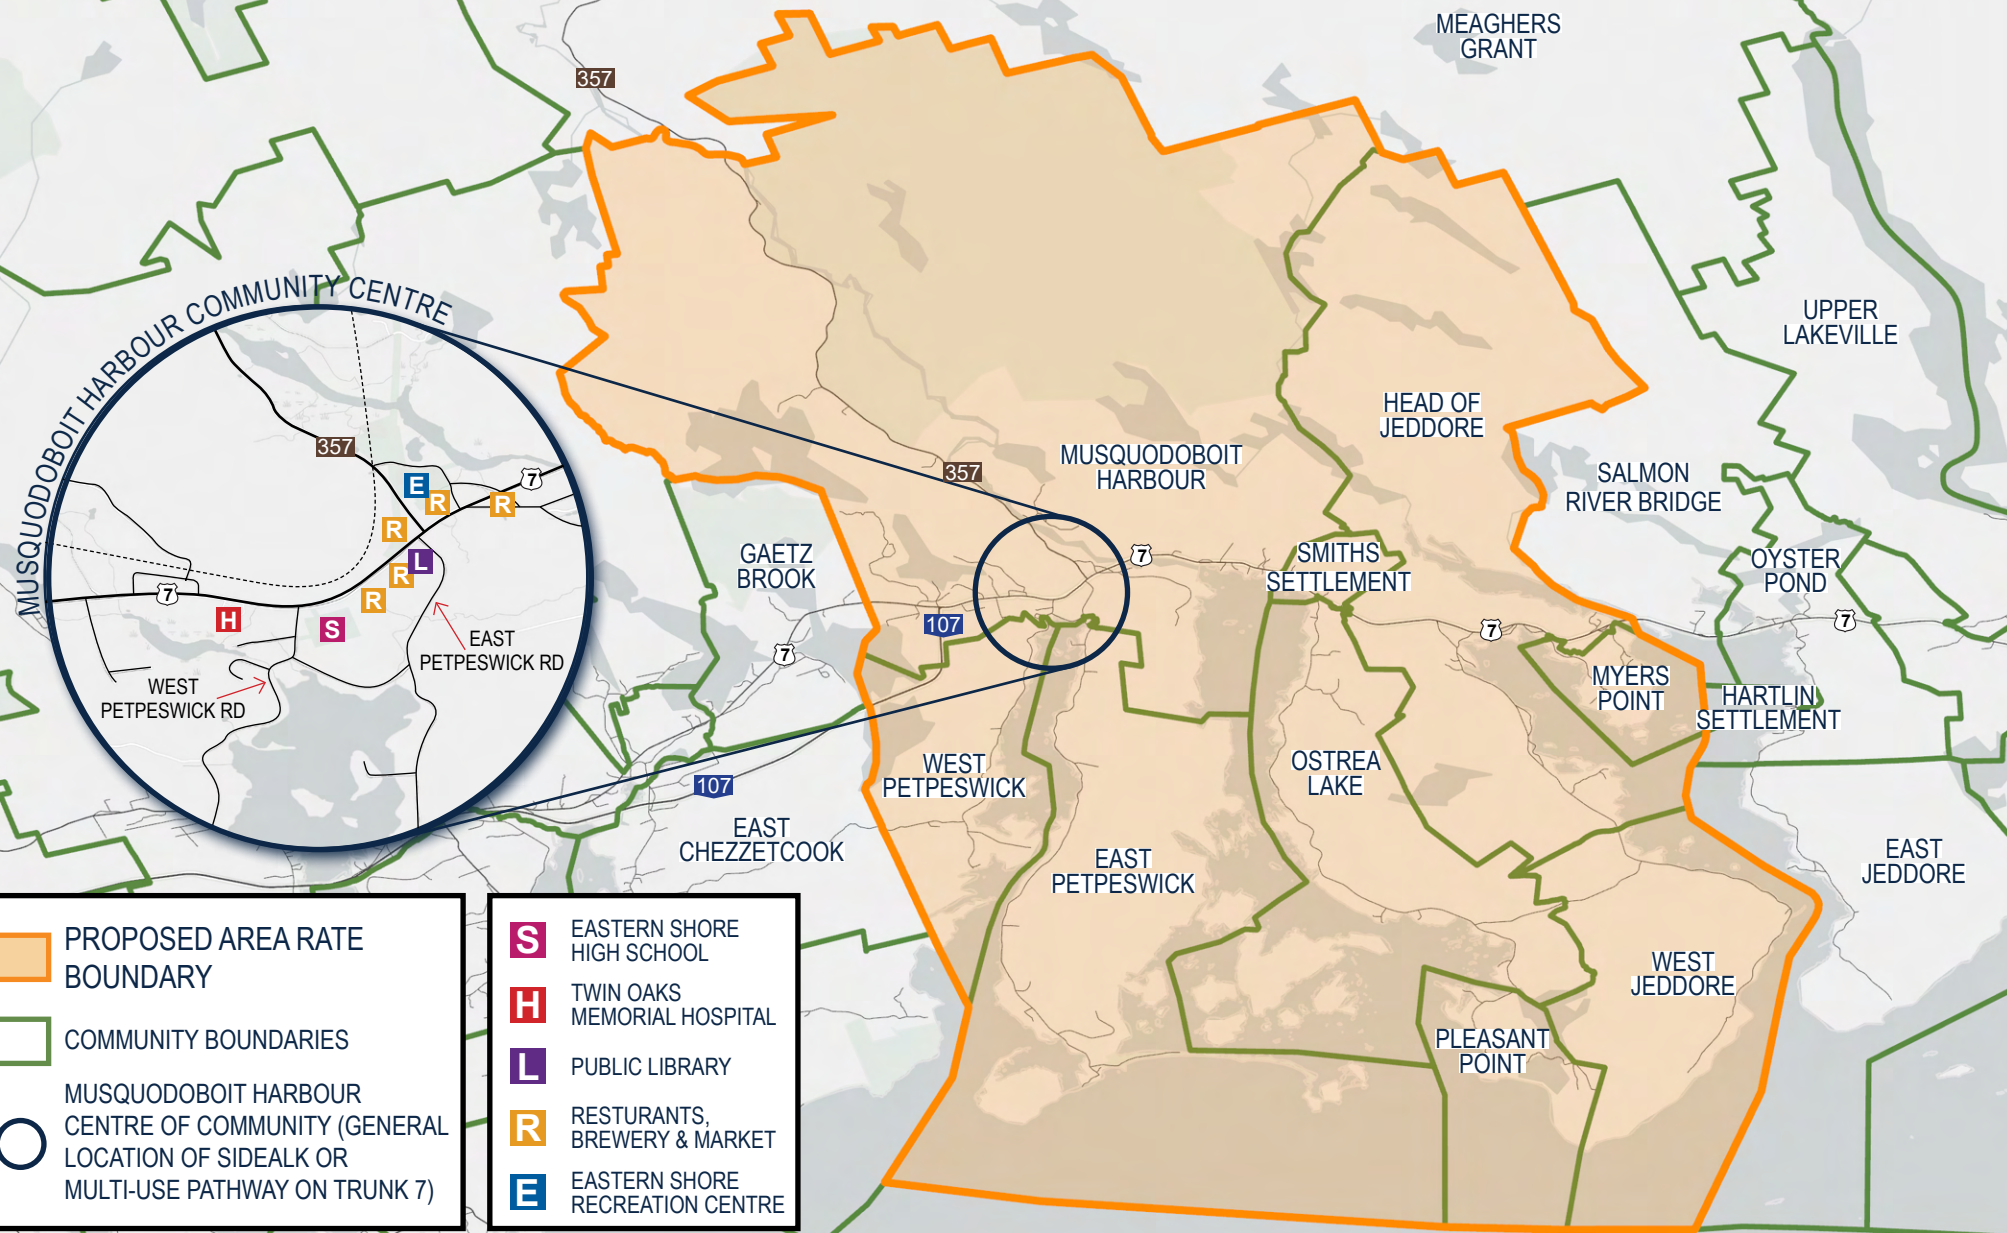 MEAGHERS
GRANT
357
MUSQUODOBOIT HARBOUR COMMUNITY CENTRE
UPPER
LAKEVILLE
HEAD OF
JEDDORE
MUSQUODOBOIT
HARBOUR
357
357
SALMON
RIVER BRIDGE
E
R
R
7
R
L
R
R
7
H
S
EAST
PETPESWICK RD
WEST
PETPESWICK RD
GAETZ
BROOK
7
SMITHS
SETTLEMENT
OYSTER
POND
107
7
7
7
MYERS
POINT
HARTLIN
SETTLEMENT
WEST
PETPESWICK
OSTREA
LAKE
107
EAST
CHEZZETCOOK
EAST
PETPESWICK
EAST
JEDDORE
WEST
JEDDORE
PLEASANT
POINT
PROPOSED AREA RATE
BOUNDARY
COMMUNITY BOUNDARIES
MUSQUODOBOIT HARBOUR
CENTRE OF COMMUNITY (GENERAL
LOCATION OF SIDEALK OR
MULTI-USE PATHWAY ON TRUNK 7)
S EASTERN SHORE
HIGH SCHOOL
H TWIN OAKS
MEMORIAL HOSPITAL
L PUBLIC LIBRARY
R RESTURANTS,
BREWERY & MARKET
E EASTERN SHORE
RECREATION CENTRE